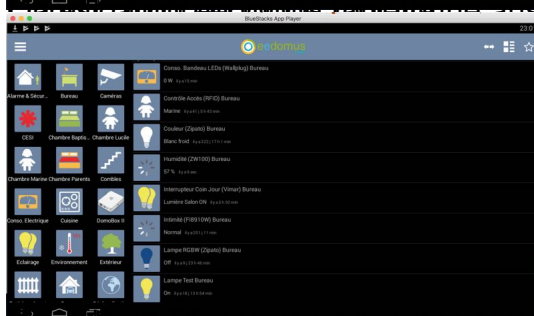 BlueStacks App Player
23:0
eedomus
Alarme & Sécur...
Bureau
Caméras
CESI
Chambre Baptis...
Chambre Lucile
Chambre Marine
Chambre Parents
Combles
Conso. Electrique
Cuisine
DomoBox II
Eclairage
Environnement
Extérieur
Conso. Bandeau LEDs (Wallplug) Bureau
0 W
Contrôle Accès (RFID) Bureau
Marine
Couleur (Zipato) Bureau
Blanc froid
Humidité (ZW100) Bureau
57 %
Interrupteur Coin Jour (Vimar) Bureau
Lumière Salon ON
Intimité (FI8910W) Bureau
Normal
Lampe RGBW (Zipato) Bureau
Off
Lampe Test Bureau
On